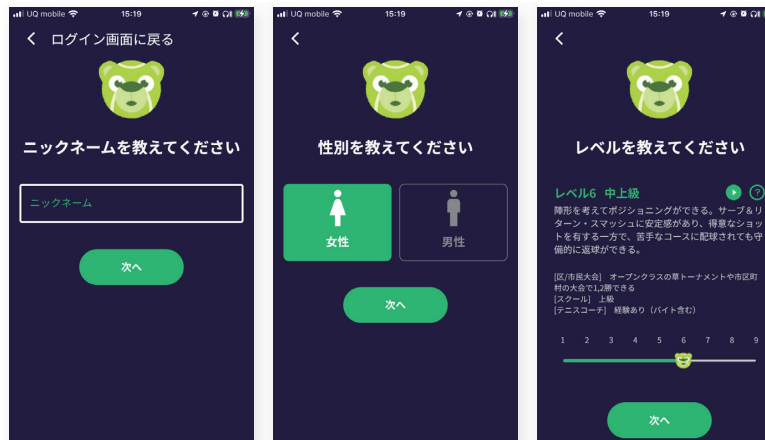 UQ mobile 15:19
ログイン画面に戻る
ニックネームを教えてください
ニックネーム
次へ
UQ mobile 15:19
性別を教えてください
女性
男性
次へ
UQ mobile 15:19
レベルを教えてください
レベル6 中上級
?
陣形を考えてポジショニングができる。サーブ&リ
ターン・スマッシュに安定感があり、得意なショッ
トを有する一方で、苦手なコースに配球されても守
備的に返球ができる。
[区/市民大会] オープンクラスの草トーナメントや市区町
村の大会で1,2勝できる
[スクール] 上級
[テニスコーチ] 経験あり(バイト含む)
1 2 3 4 5 6 7 8 9
次へ